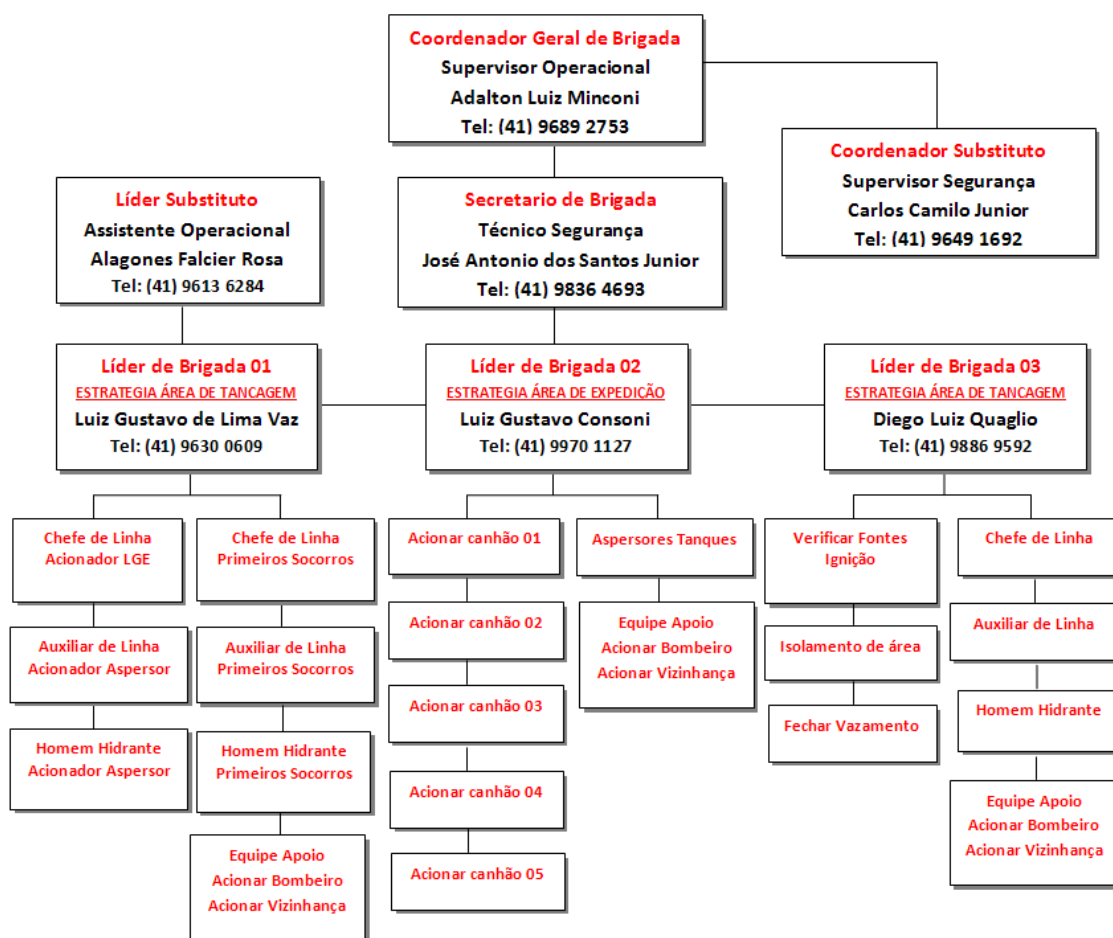 Coordenador Geral de Brigada
Supervisor Operacional
Adalton Luiz Minconi
Tel: (41) 9689 2753
Coordenador Substituto
Supervisor Segurança
Carlos Camilo Junior
Tel: (41) 9649 1692
Líder Substituto
Assistente Operacional
Alagones Falcier Rosa
Tel: (41) 9613 6284
Secretario de Brigada
Técnico Segurança
José Antonio dos Santos Junior
Tel: (41) 9836 4693
Líder de Brigada 01
ESTRATEGIA ÁREA DE TANCAGEM
Luiz Gustavo de Lima Vaz
Tel: (41) 9630 0609
Líder de Brigada 02
ESTRATEGIA ÁREA DE EXPEDIÇÃO
Luiz Gustavo Consoni
Tel: (41) 9970 1127
Líder de Brigada 03
ESTRATEGIA ÁREA DE TANCAGEM
Diego Luiz Quaglio
Tel: (41) 9886 9592
Chefe de Linha
Acionador LGE
Auxiliar de Linha
Acionador Aspersor
Homem Hidrante
Acionador Aspersor
Chefe de Linha
Primeiros Socorros
Auxiliar de Linha
Primeiros Socorros
Homem Hidrante
Primeiros Socorros
Equipe Apoio
Acionar Bombeiro
Acionar Vizinhança
Acionar canhão 01
Acionar canhão 02
Acionar canhão 03
Acionar canhão 04
Acionar canhão 05
Aspersores Tanques
Equipe Apoio
Acionar Bombeiro
Acionar Vizinhança
Verificar Fontes
Ignição
Isolamento de área
Fechar Vazamento
Chefe de Linha
Auxiliar de Linha
Homem Hidrante
Equipe Apoio
Acionar Bombeiro
Acionar Vizinhança